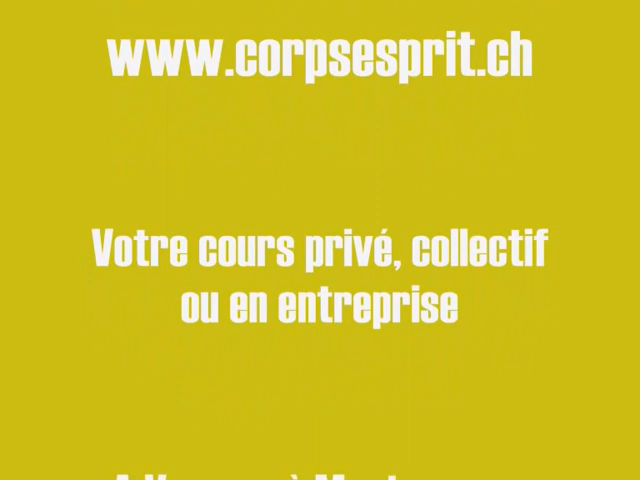 www.corpsesprit.ch
Votre cours privé, collectif
ou en entreprise